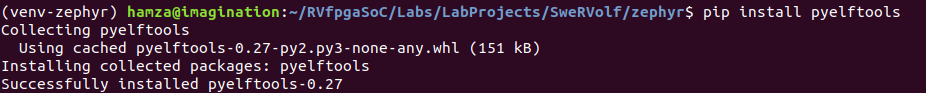 (venv-zephyr) hamza@imagination:~/RVfpgaSoC/Labs/LabProjects/SweRVolf/zephyr$ pip install pyelftools
Collecting pyelftools
  Using cached pyelftools-0.27-py2.py3-none-any.whl (151 kB)
Installing collected packages: pyelftools
Successfully installed pyelftools-0.27